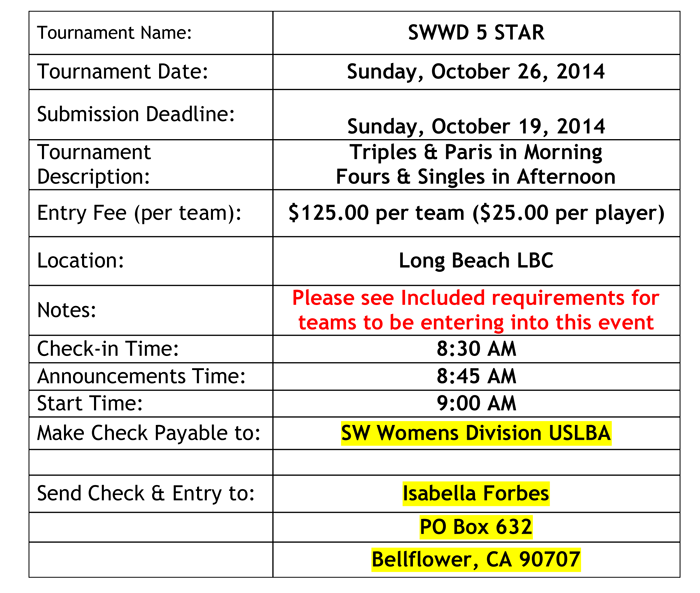 Tournament Name: SWWD 5 STAR
Tournament Date: Sunday, October 26, 2014
Submission Deadline: Sunday, October 19, 2014
Tournament Description: Triples & Paris in Morning
Fours & Singles in Afternoon
Entry Fee (per team): $125.00 per team ($25.00 per player)
Location: Long Beach LBC
Notes: Please see Included requirements for
teams to be entering into this event
Check-in Time: 8:30 AM
Announcements Time: 8:45 AM
Start Time: 9:00 AM
Make Check Payable to: SW Womens Division USLBA
Send Check & Entry to: Isabella Forbes
PO Box 632
Bellflower, CA 90707